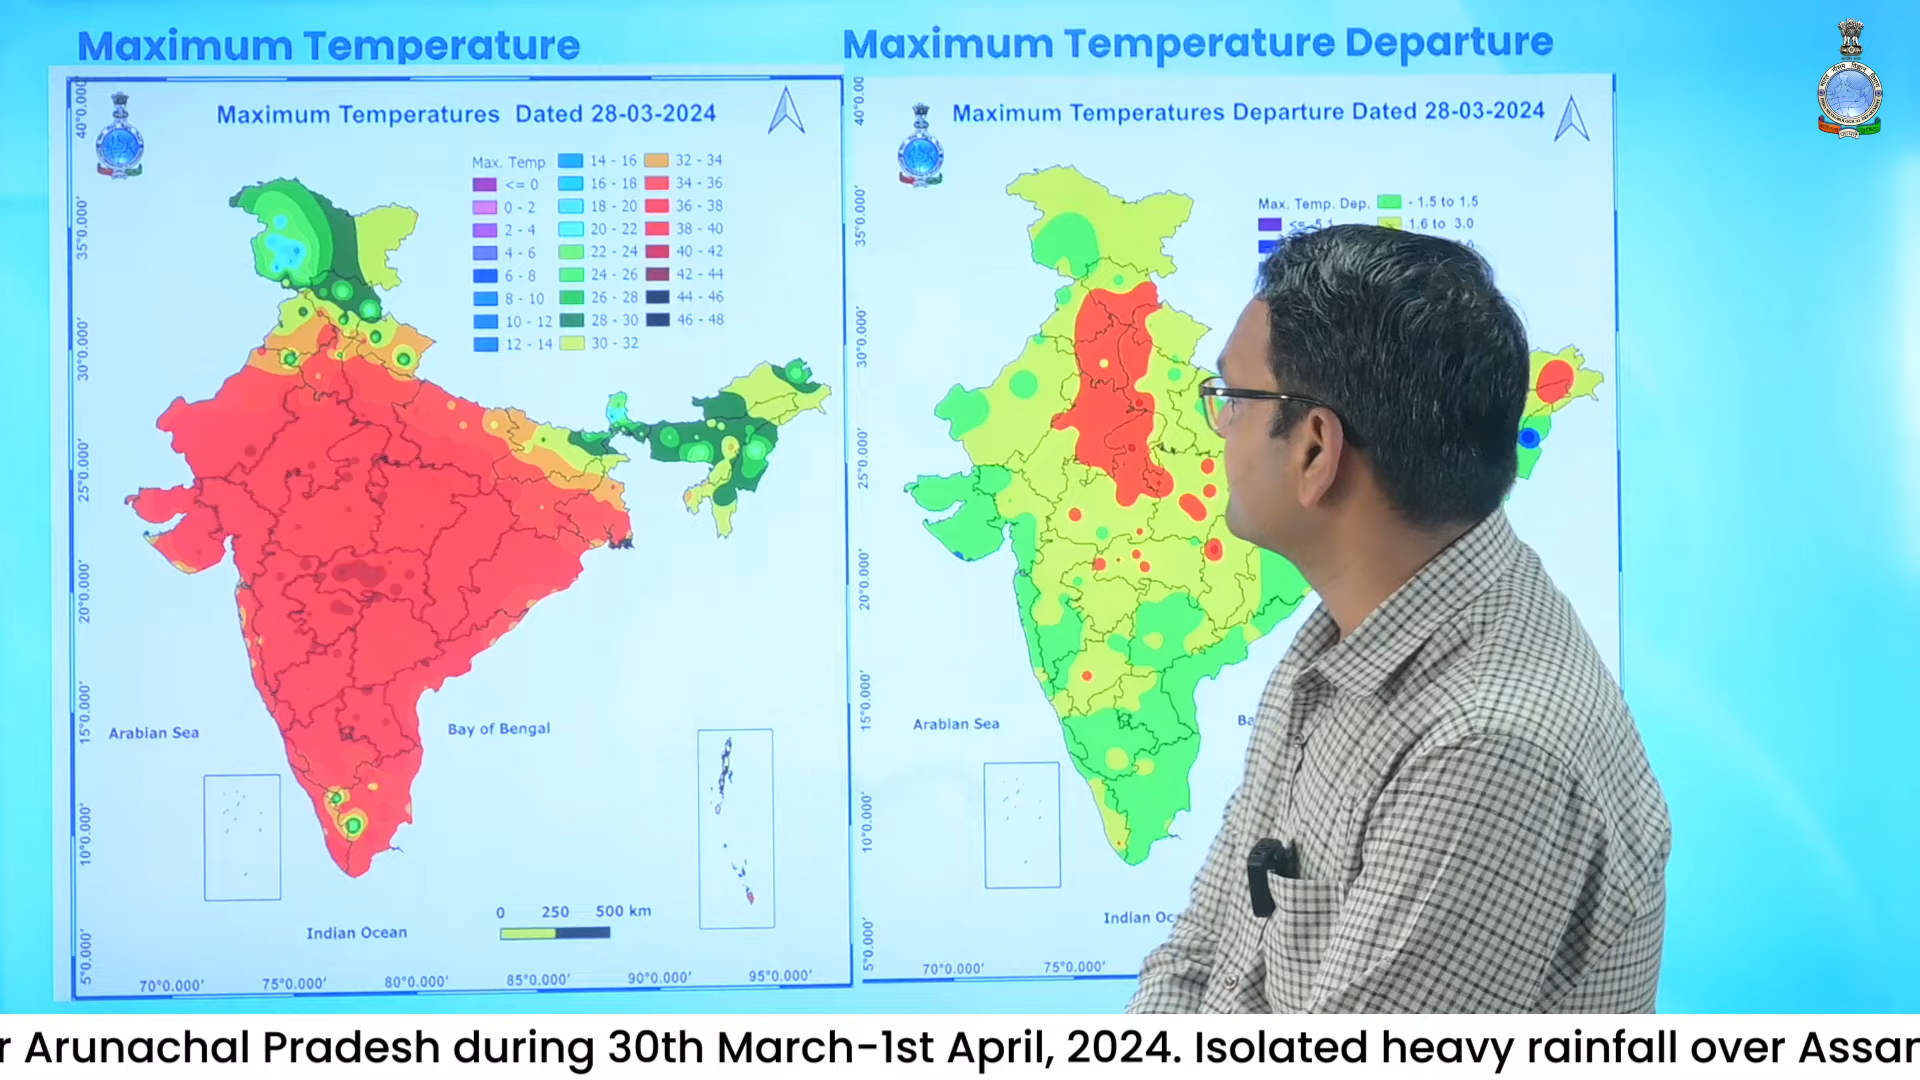 Maximum Temperature
Maximum Temperature Departure
Maximum Temperatures Dated 28-03-2024
Max. Temp
<= 0
0 - 2
2 - 4
4 - 6
6 - 8
8 - 10
10 - 12
12 - 14
14 - 16
16 - 18
18 - 20
20 - 22
22 - 24
24 - 26
26 - 28
28 - 30
30 - 32
32 - 34
34 - 36
36 - 38
38 - 40
40 - 42
42 - 44
44 - 46
46 - 48
40°0.000'
35°0.000'
30°0.000'
25°0.000'
20°0.000'
15°0.000'
10°0.000'
5°0.000'
Arabian Sea
Bay of Bengal
Indian Ocean
0 250 500 km
70°0.000' 75°0.000' 80°0.000' 85°0.000' 90°0.000' 95°0.000'
Maximum Temperatures Departure Dated 28-03-2024
Max. Temp. Dep.
<= -5.1
- 1.5 to 1.5
1.6 to 3.0
40°0.00
35°0.000'
30°0.000'
25°0.000'
20°0.000'
15°0.000'
10°0.000'
5°0.000'
Arabian Sea
Ba
Indian Oc
70°0.000' 75°0.000'
r Arunachal Pradesh during 30th March-1st April, 2024. Isolated heavy rainfall over Assar